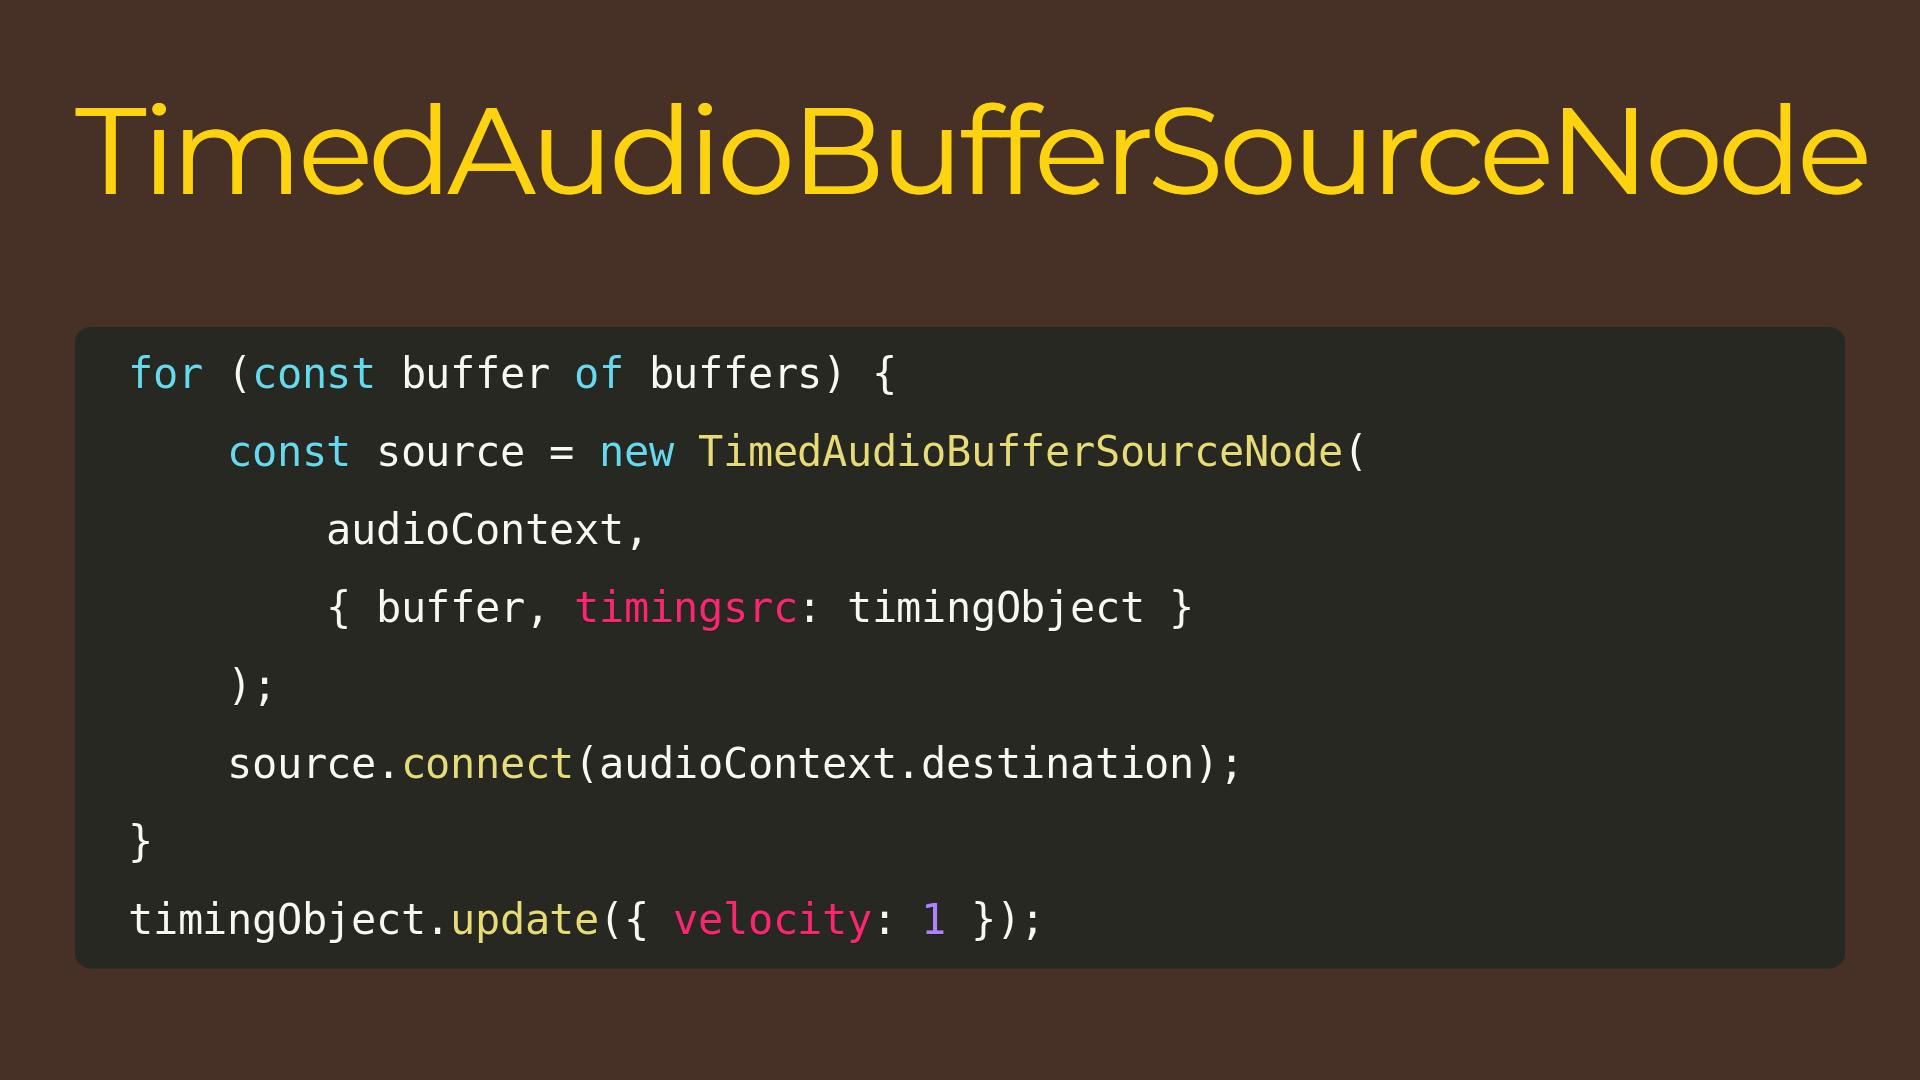 TimedAudioBufferSourceNode
for (const buffer of buffers) {
    const source = new TimedAudioBufferSourceNode(
        audioContext,
        { buffer, timingsrc: timingObject }
    );
    source.connect(audioContext.destination);
}
timingObject.update({ velocity: 1 });